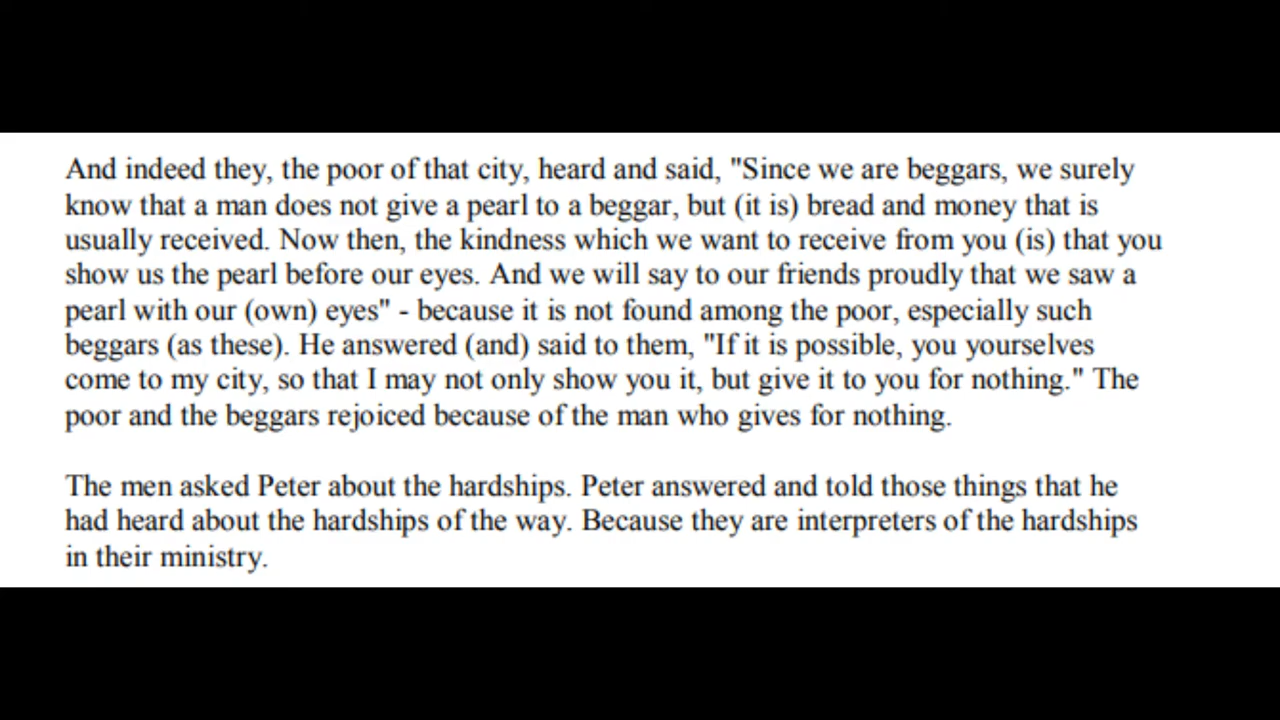 And indeed they, the poor of that city, heard and said, "Since we are beggars, we surely
know that a man does not give a pearl to a beggar, but (it is) bread and money that is
usually received. Now then, the kindness which we want to receive from you (is) that you
show us the pearl before our eyes. And we will say to our friends proudly that we saw a
pearl with our (own) eyes" - because it is not found among the poor, especially such
beggars (as these). He answered (and) said to them, "If it is possible, you yourselves
come to my city, so that I may not only show you it, but give it to you for nothing." The
poor and the beggars rejoiced because of the man who gives for nothing.

The men asked Peter about the hardships. Peter answered and told those things that he
had heard about the hardships of the way. Because they are interpreters of the hardships
in their ministry.